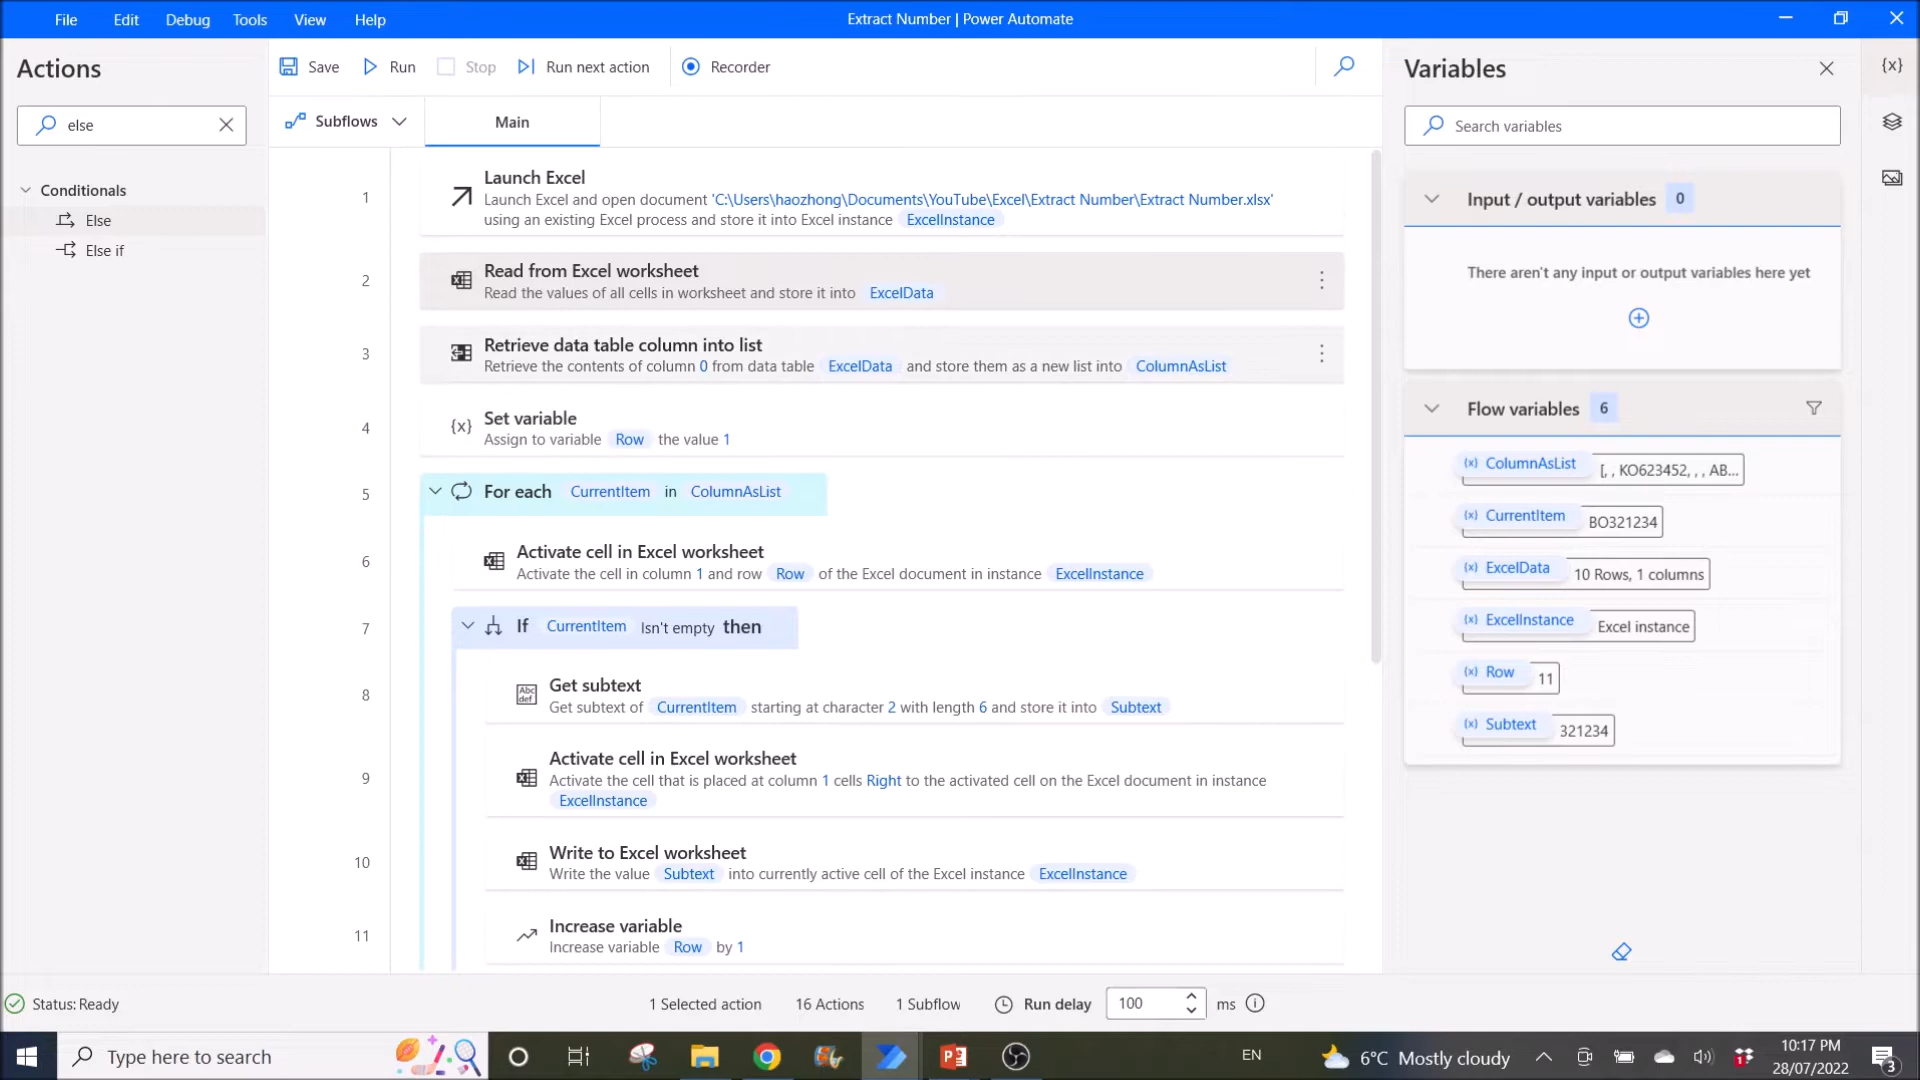 File Edit Debug Tools View Help
Extract Number | Power Automate
Actions
Save Run Stop Run next action Recorder
Variables
{x}
else
Subflows
Main
Search variables
Conditionals
Else
Else if
1
Launch Excel
Launch Excel and open document 'C:\Users\haozhong\Documents\YouTube\Excel\Extract Number\Extract Number.xlsx'
using an existing Excel process and store it into Excel instance ExcelInstance
2
Read from Excel worksheet
Read the values of all cells in worksheet and store it into ExcelData
3
Retrieve data table column into list
Retrieve the contents of column 0 from data table ExcelData and store them as a new list into ColumnAsList
4
{x}
Set variable
Assign to variable Row the value 1
5
For each CurrentItem in ColumnAsList
6
Activate cell in Excel worksheet
Activate the cell in column 1 and row Row of the Excel document in instance ExcelInstance
7
If CurrentItem Isn't empty then
8
Abc
def
Get subtext
Get subtext of CurrentItem starting at character 2 with length 6 and store it into Subtext
9
Activate cell in Excel worksheet
Activate the cell that is placed at column 1 cells Right to the activated cell on the Excel document in instance
ExcelInstance
10
Write to Excel worksheet
Write the value Subtext into currently active cell of the Excel instance ExcelInstance
11
Increase variable
Increase variable Row by 1
Input / output variables 0
There aren't any input or output variables here yet
Flow variables 6
(x) ColumnAsList [, , KO623452, , , AB...
(x) CurrentItem BO321234
(x) ExcelData 10 Rows, 1 columns
(x) ExcelInstance Excel instance
(x) Row 11
(x) Subtext 321234
Status: Ready
1 Selected action 16 Actions 1 Subflow Run delay 100 ms
Type here to search
EN
6°C Mostly cloudy
1
10:17 PM
28/07/2022
3